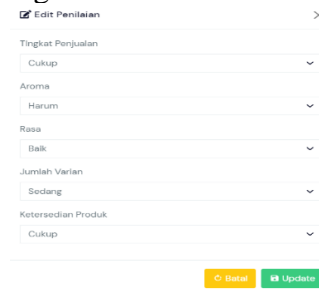 Edit Penilaian
Tingkat Penjualan
Cukup
Aroma
Harum
Rasa
Baik
Jumlah Varian
Sedang
Ketersedian Produk
Cukup
Batal Update